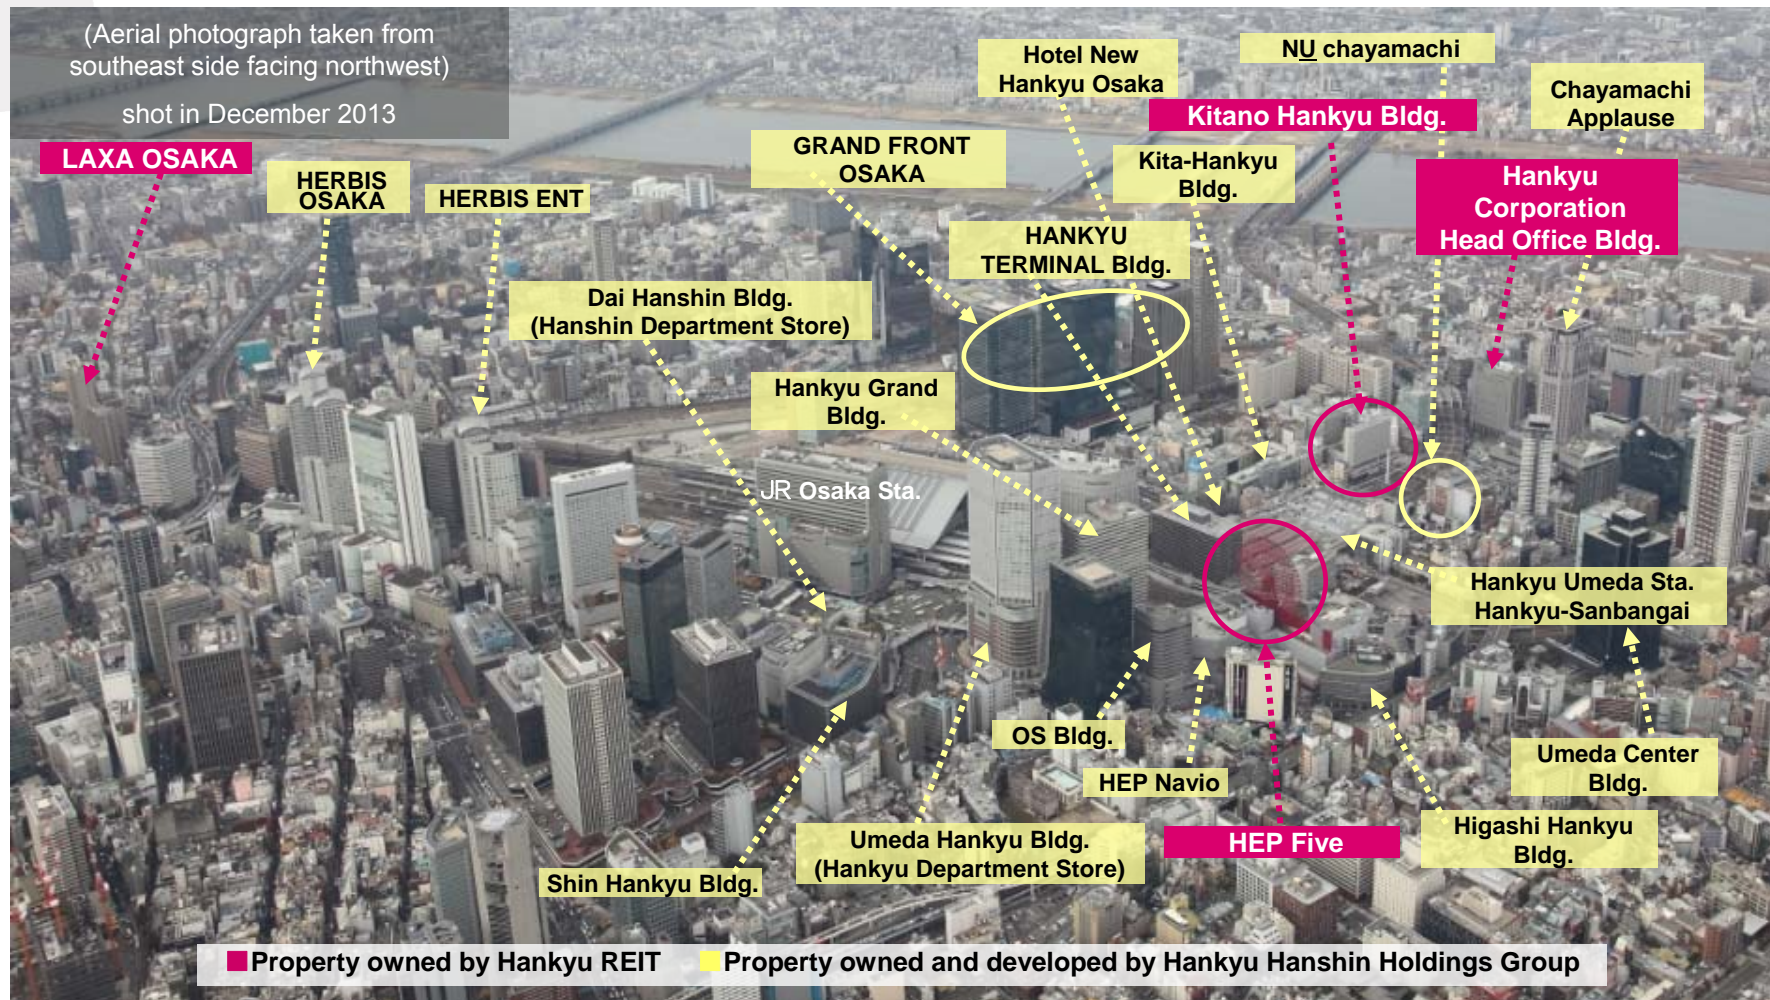 (Aerial photograph taken from
southeast side facing northwest)
shot in December 2013
Hotel New
Hankyu Osaka
NU chayamachi
Chayamachi
Applause
Kitano Hankyu Bldg.
LAXA OSAKA
HERBIS
OSAKA
HERBIS ENT
GRAND FRONT
OSAKA
Kita-Hankyu
Bldg.
Hankyu
Corporation
Head Office Bldg.
HANKYU
TERMINAL Bldg.
Dai Hanshin Bldg.
(Hanshin Department Store)
Hankyu Grand
Bldg.
JR Osaka Sta.
Hankyu Umeda Sta.
Hankyu-Sanbangai
OS Bldg.
HEP Navio
Umeda Center
Bldg.
Shin Hankyu Bldg.
Umeda Hankyu Bldg.
(Hankyu Department Store)
HEP Five
Higashi Hankyu
Bldg.
Property owned by Hankyu REIT
Property owned and developed by Hankyu Hanshin Holdings Group